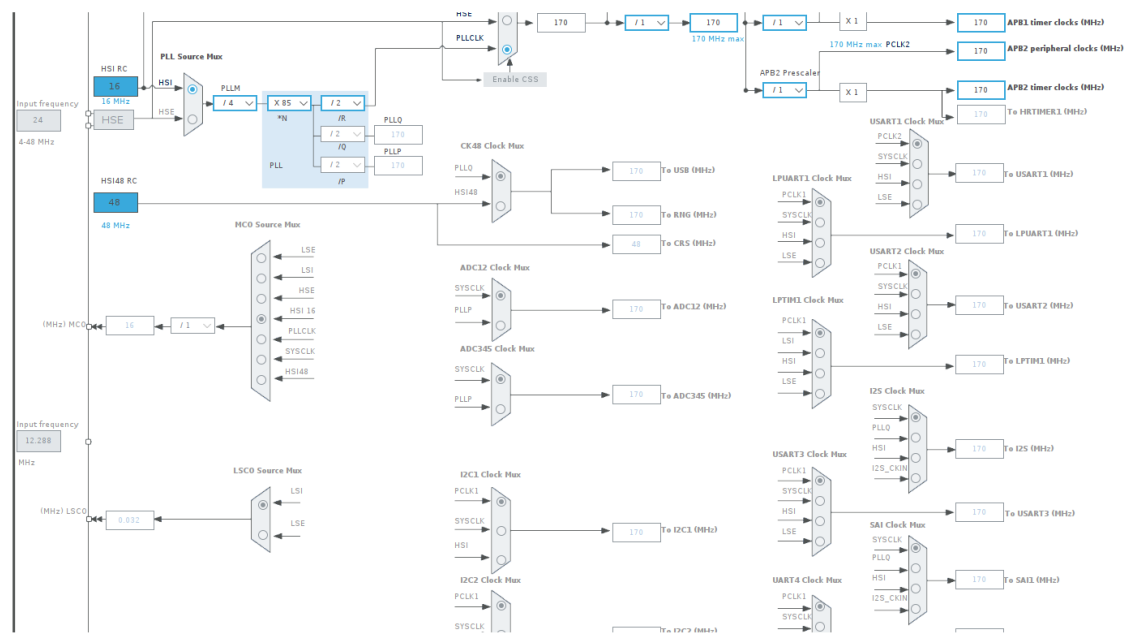 HSE
170
/ 1
170
/ 1
X 1
170
APB1 timer clocks (MHz)
PLLCLK
170 MHz max
170 MHz max
PCLK2
170
APB2 peripheral clocks (MHz)
PLL Source Mux
Enable CSS
HSI RC
16
16 MHz
HSI
PLLM
APB2 Prescaler
/ 1
X 1
170
APB2 timer clocks (MHz)
Input frequency
24
4-48 MHz
HSE
HSE
/ 4
X 85
*N
/ 2
/R
PLLQ
/ 2
170
/Q
PLLP
PLL
/ 2
170
/P
170
To HRTIMER1 (MHz)
USART1 Clock Mux
PCLK2
SYSCLK
HSI
LSE
170
To USART1 (MHz)
CK48 Clock Mux
PLLQ
HSI48
170
To USB (MHz)
170
To RNG (MHz)
48
To CRS (MHz)
HSI48 RC
48
48 MHz
LPUART1 Clock Mux
PCLK1
SYSCLK
HSI
LSE
170
To LPUART1 (MHz)
MCO Source Mux
LSE
LSI
HSE
HSI 16
PLLCLK
SYSCLK
HSI48
(MHz) MCO
16
/ 1
ADC12 Clock Mux
SYSCLK
PLLP
170
To ADC12 (MHz)
USART2 Clock Mux
PCLK1
SYSCLK
HSI
LSE
170
To USART2 (MHz)
LPTIM1 Clock Mux
PCLK1
LSI
HSI
LSE
170
To LPTIM1 (MHz)
ADC345 Clock Mux
SYSCLK
PLLP
170
To ADC345 (MHz)
I2S Clock Mux
SYSCLK
PLLQ
HSI
I2S_CKIN
170
To I2S (MHz)
Input frequency
12.288
MHz
LSCO Source Mux
LSI
LSE
(MHz) LSCO
0.032
I2C1 Clock Mux
PCLK1
SYSCLK
HSI
170
To I2C1 (MHz)
USART3 Clock Mux
PCLK1
SYSCLK
HSI
LSE
170
To USART3 (MHz)
SAI Clock Mux
SYSCLK
PLLQ
HSI
I2S_CKIN
170
To SAI1 (MHz)
I2C2 Clock Mux
PCLK1
SYSCLK
170
To I2C2 (MHz)
UART4 Clock Mux
PCLK1
SYSCLK